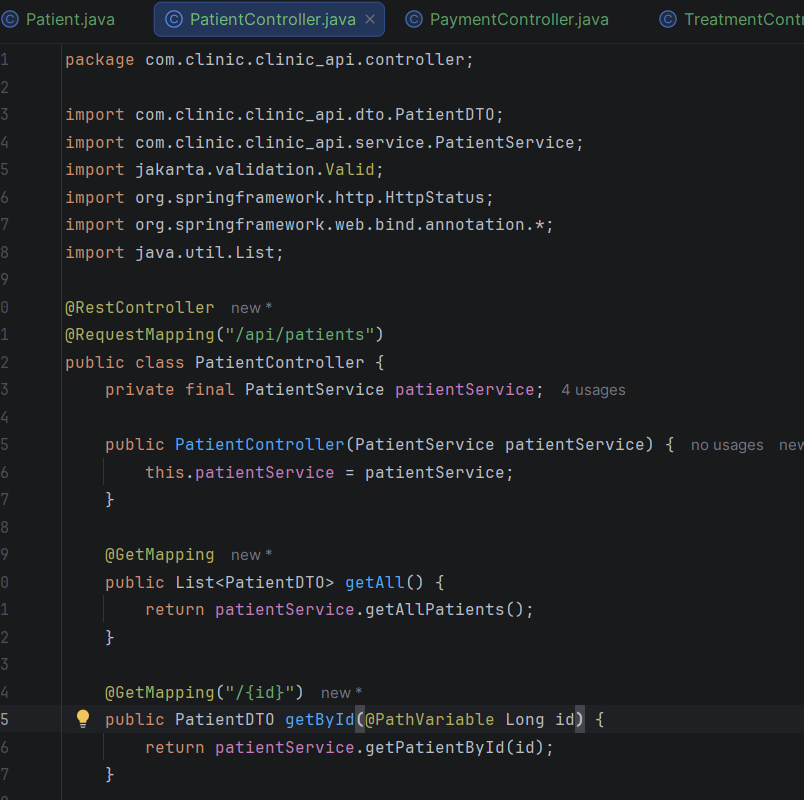 Patient.java PatientController.java PaymentController.java TreatmentContr
1 package com.clinic.clinic_api.controller;
2
3 import com.clinic.clinic_api.dto.PatientDTO;
4 import com.clinic.clinic_api.service.PatientService;
5 import jakarta.validation.Valid;
6 import org.springframework.http.HttpStatus;
7 import org.springframework.web.bind.annotation.*;
8 import java.util.List;
9
0 @RestController new *
1 @RequestMapping("/api/patients")
2 public class PatientController {
3 private final PatientService patientService; 4 usages
4
5 public PatientController(PatientService patientService) { no usages new
6 this.patientService = patientService;
7 }
8
9 @GetMapping new *
0 public List<PatientDTO> getAll() {
1 return patientService.getAllPatients();
2 }
3
4 @GetMapping("/{id}") new *
5 public PatientDTO getById(@PathVariable Long id) {
6 return patientService.getPatientById(id);
7 }